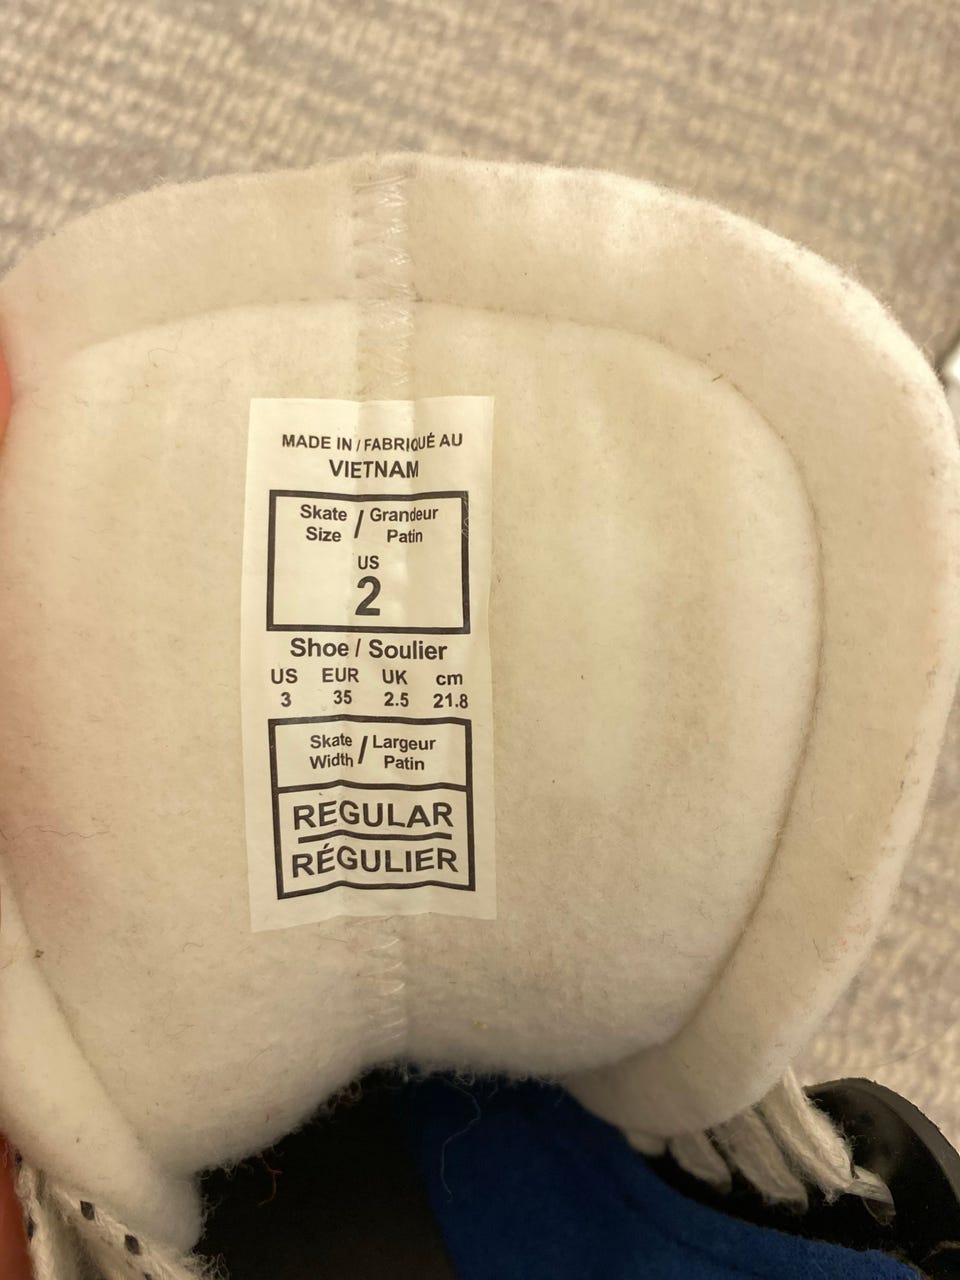 MADE IN / FABRIQUÉ AU
VIETNAM
Skate Size / Grandeur Patin
US
2
Shoe / Soulier
US EUR UK cm
3 35 2.5 21.8
Skate Width / Largeur Patin
REGULAR
RÉGULIER